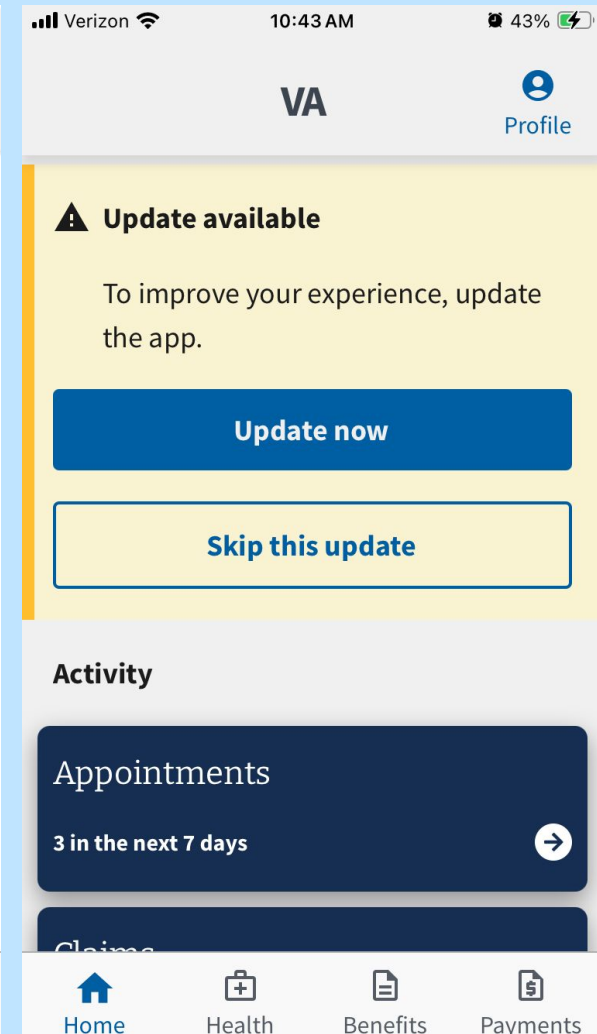 Verizon 10:43 AM 43%
VA
Profile
Update available
To improve your experience, update
the app.
Update now
Skip this update
Activity
Appointments
3 in the next 7 days
Claims
Home Health Benefits Payments